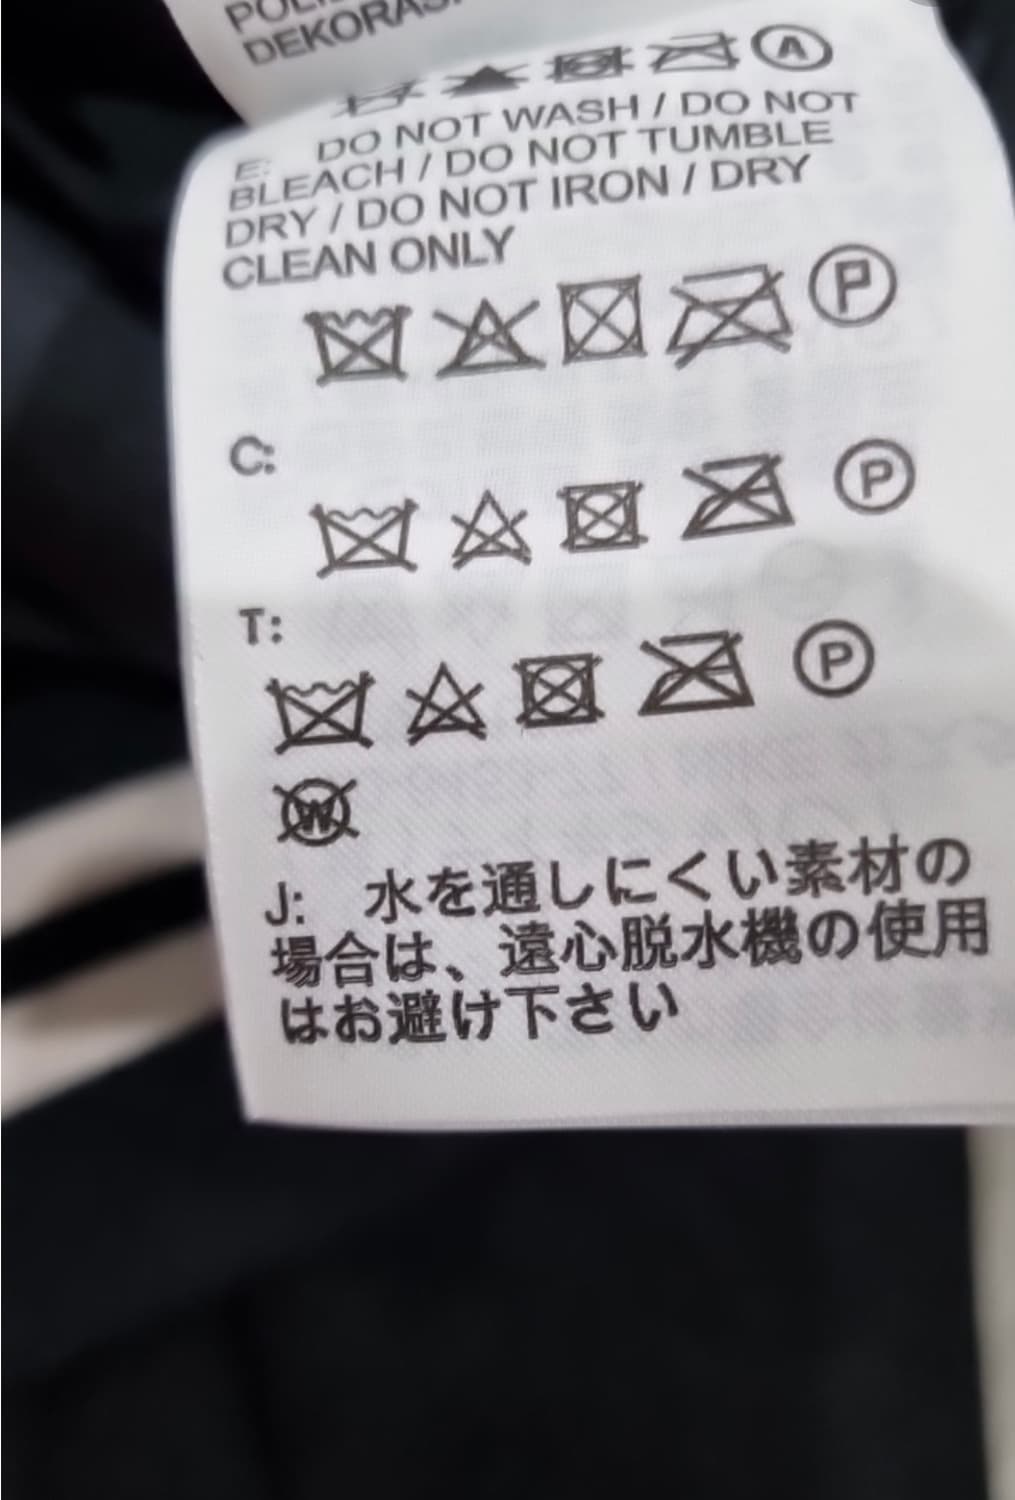 DEKORAS
A
E: DO NOT WASH / DO NOT
BLEACH / DO NOT TUMBLE
DRY / DO NOT IRON / DRY
CLEAN ONLY
P
C:
P
T:
P
W
J: 水を通しにくい素材の
場合は、遠心脱水機の使用
はお避け下さい